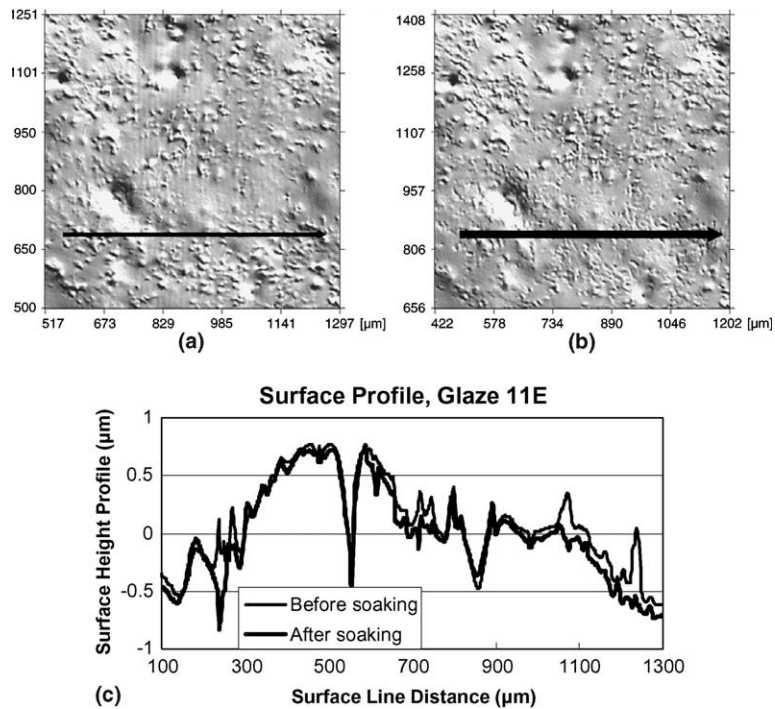 1251
1101
950
800
650
500
517 673 829 985 1141 1297 [µm]
(a)
1408
1258
1107
957
806
656
422 578 734 890 1046 1202 [µm]
(b)
Surface Profile, Glaze 11E
Surface Height Profile (µm)
1
0.5
0
-0.5
-1
Before soaking
After soaking
100 300 500 700 900 1100 1300
Surface Line Distance (µm)
(c)